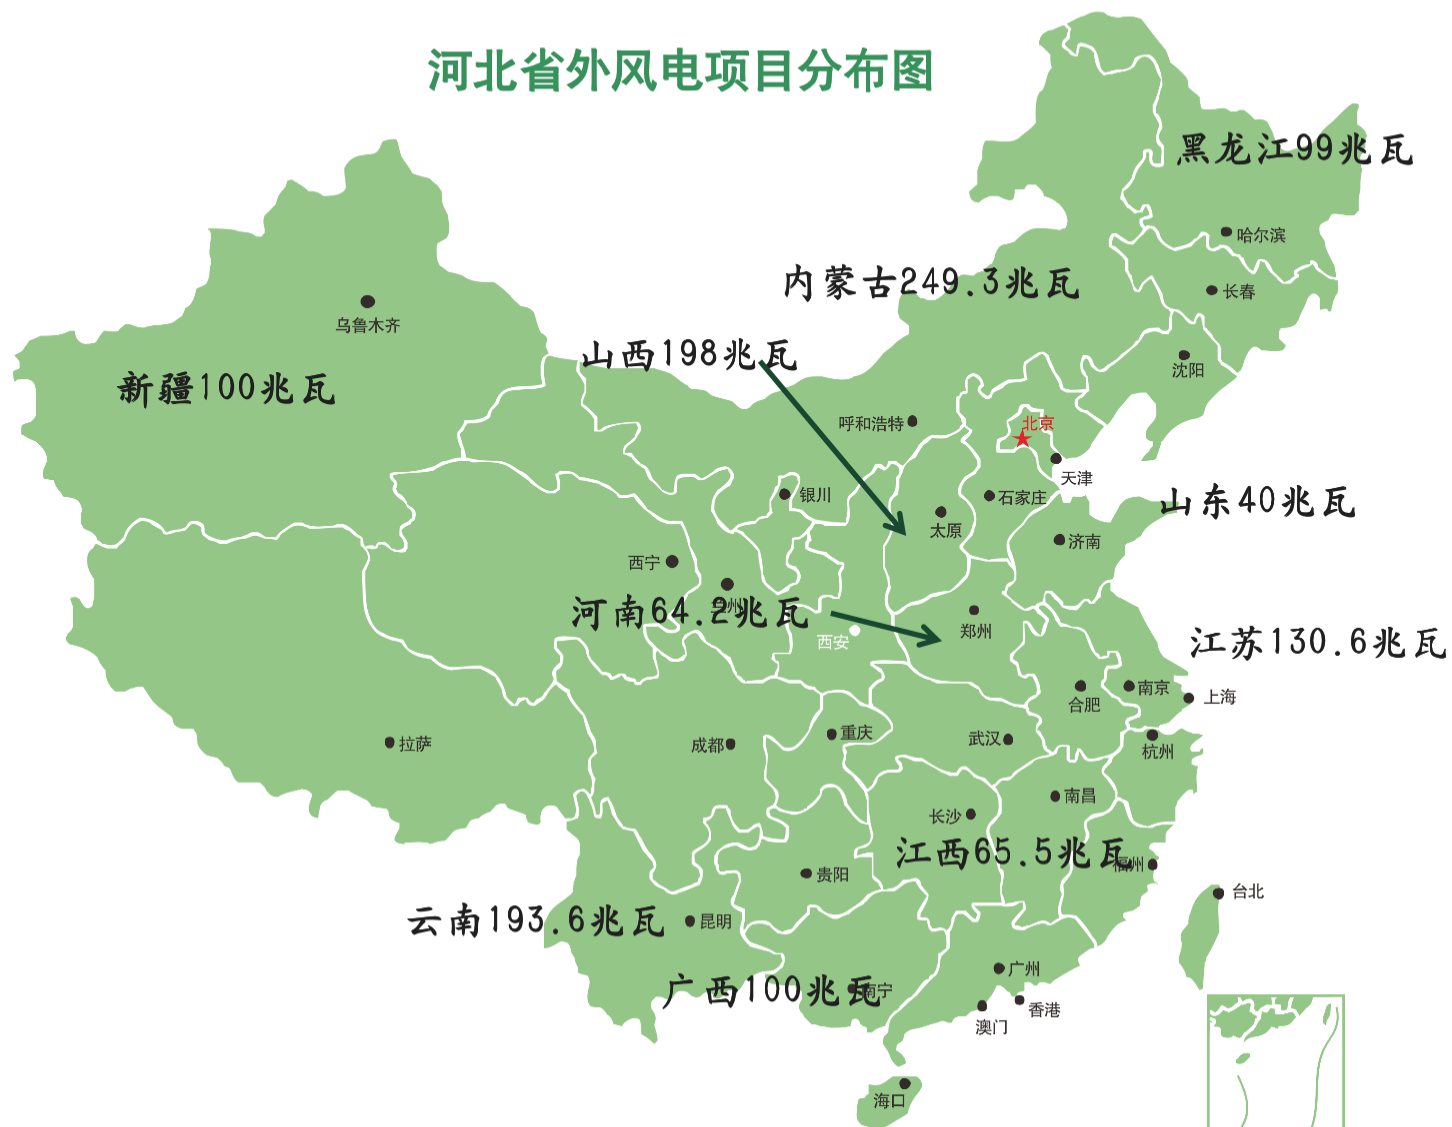 河北省外风电项目分布图
黑龙江99兆瓦
哈尔滨
内蒙古249.3兆瓦
长春
乌鲁木齐
山西198兆瓦
沈阳
新疆100兆瓦
呼和浩特
北京
天津
银川
石家庄
山东40兆瓦
太原
济南
西宁
兰州
河南64.2兆瓦
郑州
西安
江苏130.6兆瓦
南京
合肥
上海
拉萨
成都
重庆
武汉
杭州
南昌
长沙
江西65.5兆瓦
福州
贵阳
台北
云南193.6兆瓦
昆明
广州
广西100兆瓦
南宁
香港
澳门
海口